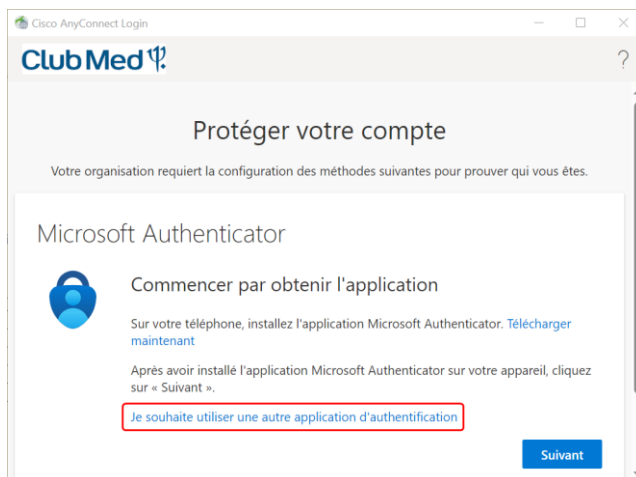 Cisco AnyConnect Login
Club Med
?
Protéger votre compte
Votre organisation requiert la configuration des méthodes suivantes pour prouver qui vous êtes.
Microsoft Authenticator
Commencer par obtenir l'application
Sur votre téléphone, installez l'application Microsoft Authenticator. Télécharger
maintenant
Après avoir installé l'application Microsoft Authenticator sur votre appareil, cliquez
sur « Suivant ».
Je souhaite utiliser une autre application d'authentification
Suivant